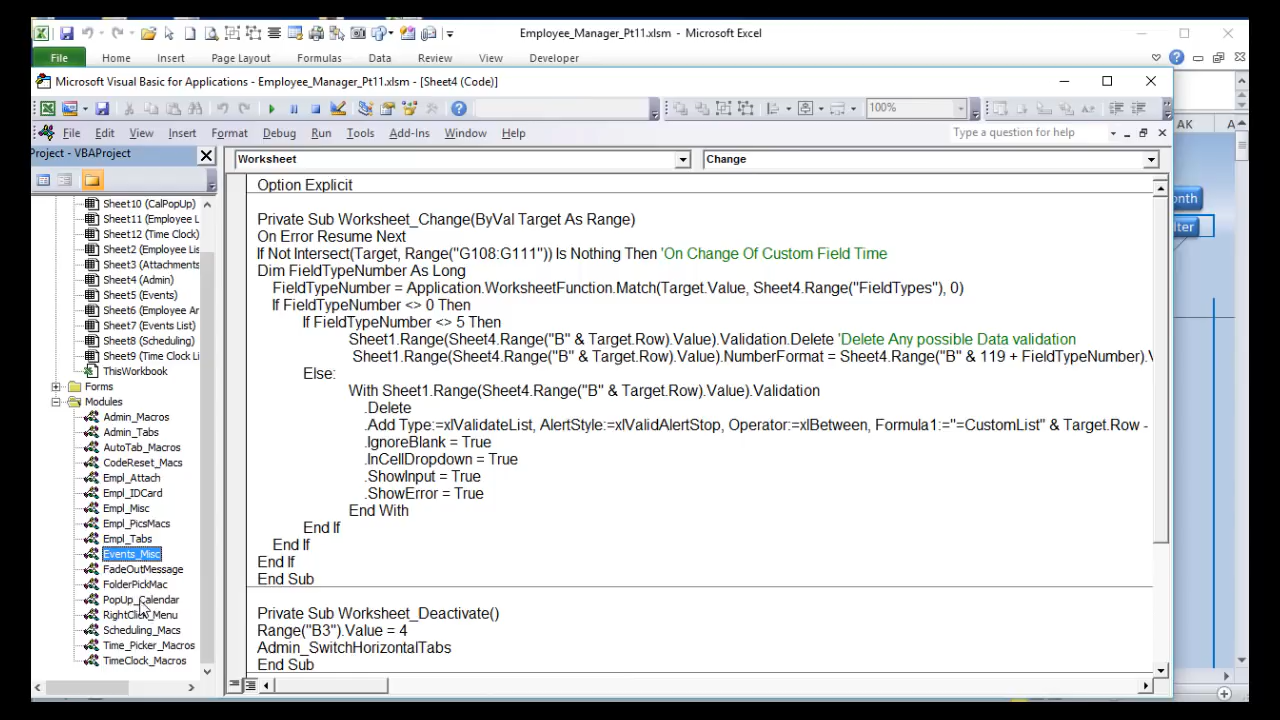 Employee_Manager_Pt11.xlsm - Microsoft Excel
File Home Insert Page Layout Formulas Data Review View Developer
Microsoft Visual Basic for Applications - Employee_Manager_Pt11.xlsm - [Sheet4 (Code)]
100%
File Edit View Insert Format Debug Run Tools Add-Ins Window Help
Type a question for help
AK
Project - VBAProject
Worksheet
Change
Sheet10 (CalPopUp)
Sheet11 (Employee L
Sheet12 (Time Clock)
Sheet2 (Employee Lis
Sheet3 (Attachments
Sheet4 (Admin)
Sheet5 (Events)
Sheet6 (Employee Ar
Sheet7 (Events List)
Sheet8 (Scheduling)
Sheet9 (Time Clock Li
ThisWorkbook
Forms
Modules
Admin_Macros
Admin_Tabs
AutoTab_Macros
CodeReset_Macs
Empl_Attach
Empl_IDCard
Empl_Misc
Empl_PicsMacs
Empl_Tabs
Events_Misc
FadeOutMessage
FolderPickMac
PopUp_Calendar
RightClick_Menu
Scheduling_Macs
Time_Picker_Macros
TimeClock_Macros
Option Explicit
Private Sub Worksheet_Change(ByVal Target As Range)
On Error Resume Next
If Not Intersect(Target, Range("G108:G111")) Is Nothing Then 'On Change Of Custom Field Time
Dim FieldTypeNumber As Long
FieldTypeNumber = Application.WorksheetFunction.Match(Target.Value, Sheet4.Range("FieldTypes"), 0)
If FieldTypeNumber <> 0 Then
If FieldTypeNumber <> 5 Then
Sheet1.Range(Sheet4.Range("B" & Target.Row).Value).Validation.Delete 'Delete Any possible Data validation
Sheet1.Range(Sheet4.Range("B" & Target.Row).Value).NumberFormat = Sheet4.Range("B" & 119 + FieldTypeNumber).V
Else:
With Sheet1.Range(Sheet4.Range("B" & Target.Row).Value).Validation
.Delete
.Add Type:=xlValidateList, AlertStyle:=xlValidAlertStop, Operator:=xlBetween, Formula1:="=CustomList" & Target.Row -
.IgnoreBlank = True
.InCellDropdown = True
.ShowInput = True
.ShowError = True
End With
End If
End If
End If
End Sub
Private Sub Worksheet_Deactivate()
Range("B3").Value = 4
Admin_SwitchHorizontalTabs
End Sub
onth
lter